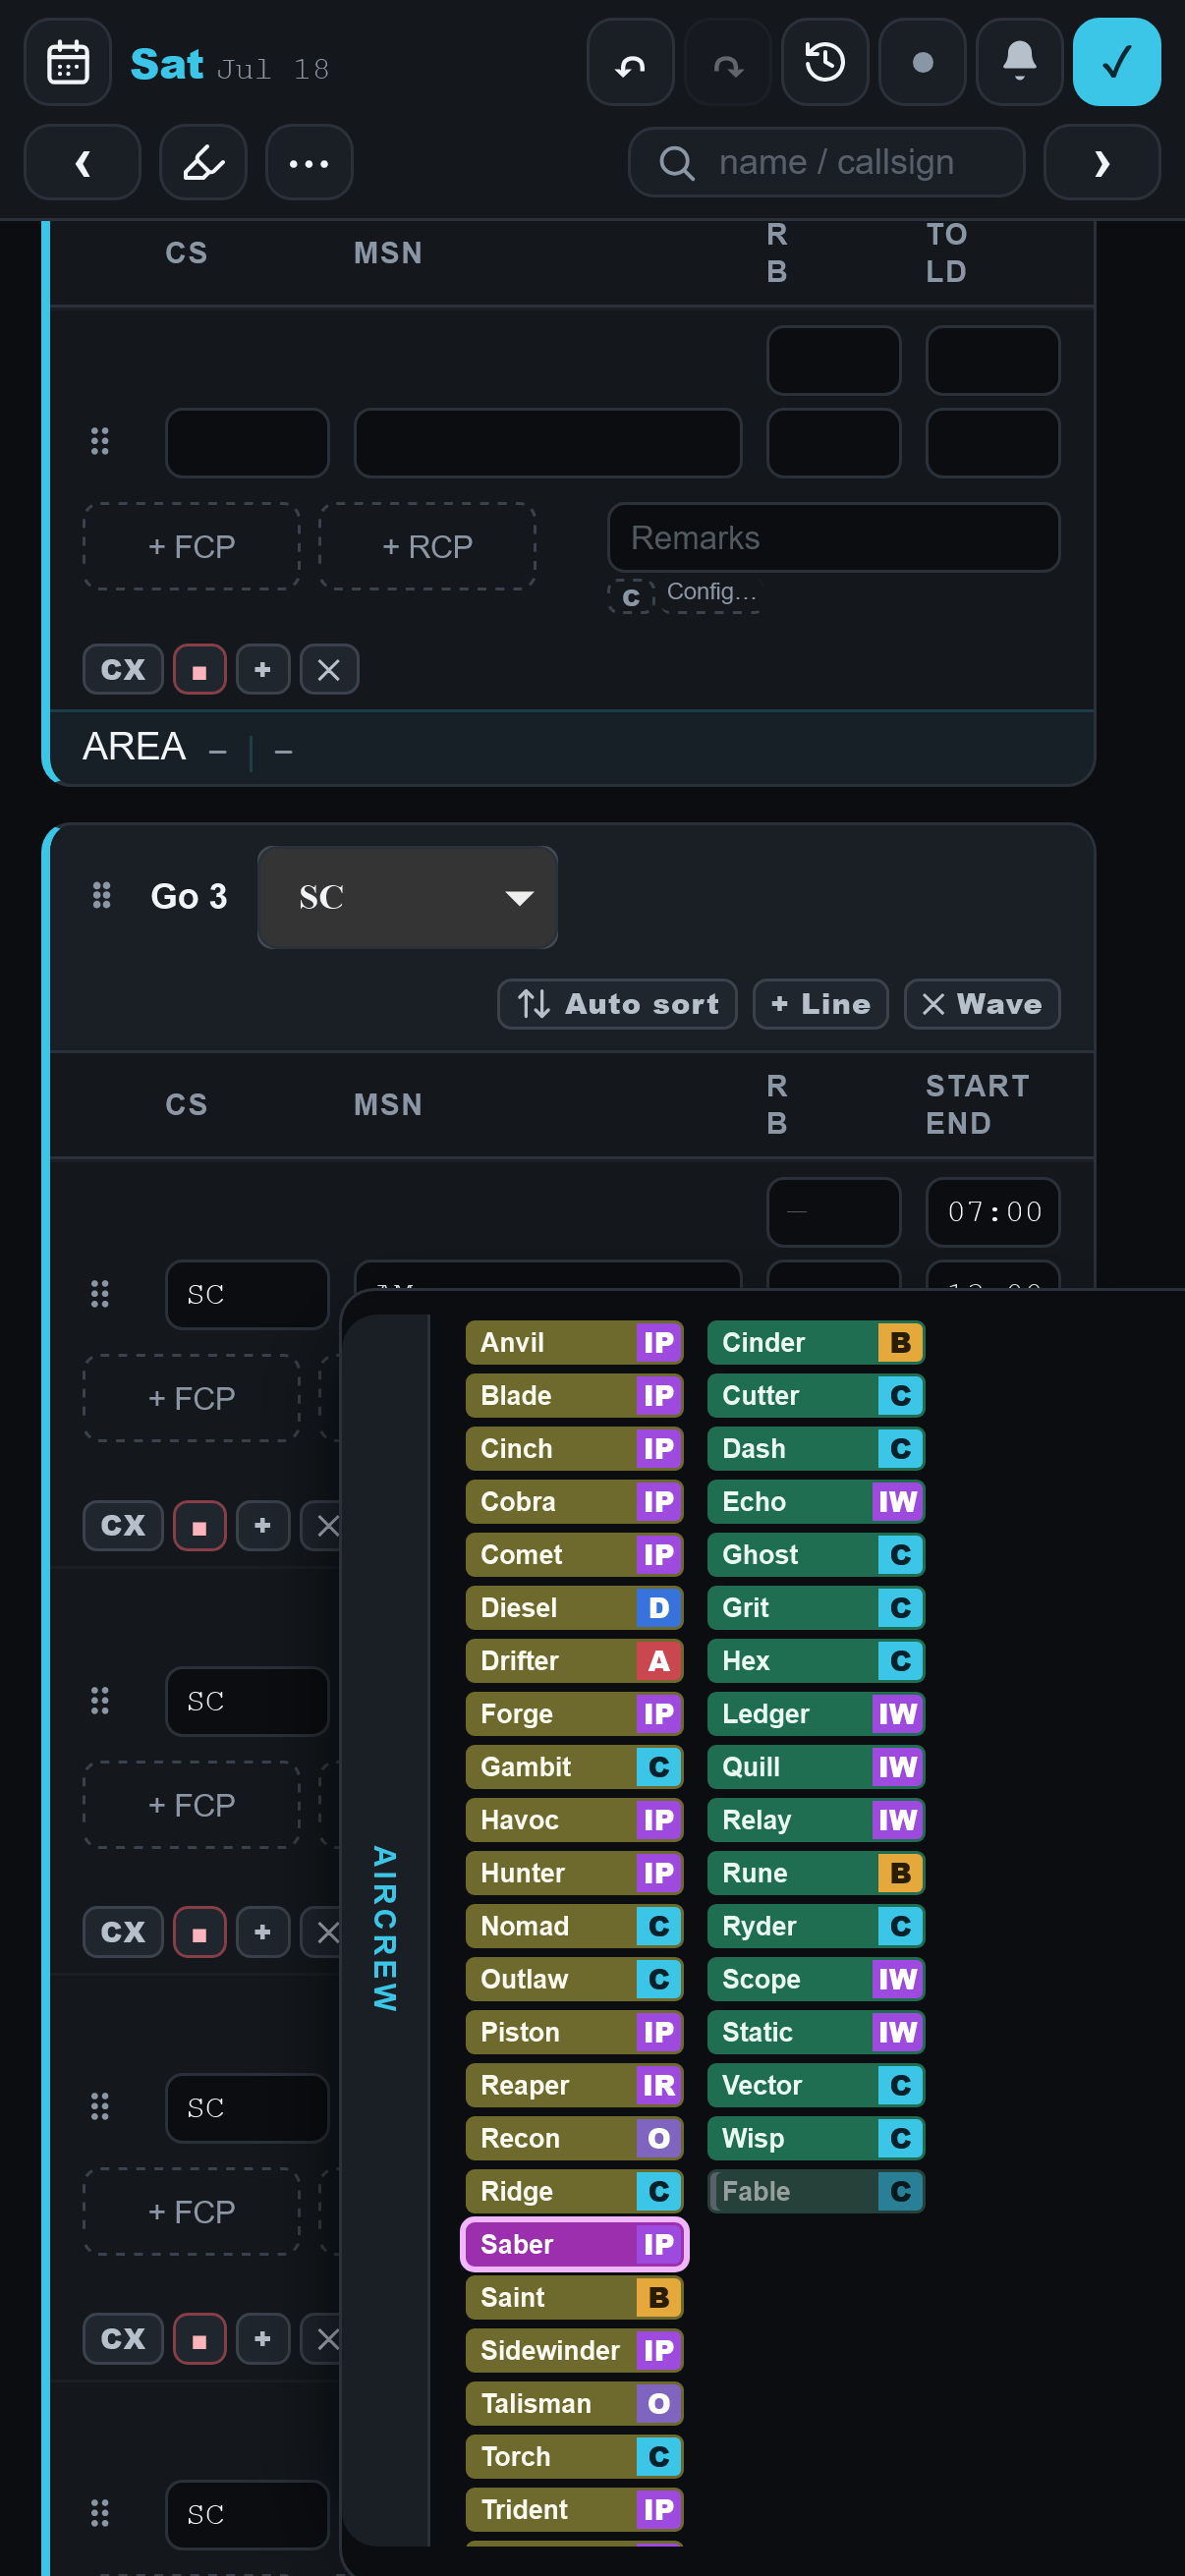 Sat Jul 18
name / callsign
CS MSN R B TO LD
+ FCP + RCP Remarks
C Config...
CX + ×
AREA – | –
Go 3 SC
Auto sort + Line × Wave
CS MSN R B START END
— 07:00
SC
+ FCP
CX +
SC
+ FCP
CX +
SC
+ FCP
CX +
SC
AIRCREW
Anvil IP
Blade IP
Cinch IP
Cobra IP
Comet IP
Diesel D
Drifter A
Forge IP
Gambit C
Havoc IP
Hunter IP
Nomad C
Outlaw C
Piston IP
Reaper IR
Recon O
Ridge C
Saber IP
Saint B
Sidewinder IP
Talisman O
Torch C
Trident IP
Cinder B
Cutter C
Dash C
Echo IW
Ghost C
Grit C
Hex C
Ledger IW
Quill IW
Relay IW
Rune B
Ryder C
Scope IW
Static IW
Vector C
Wisp C
Fable C